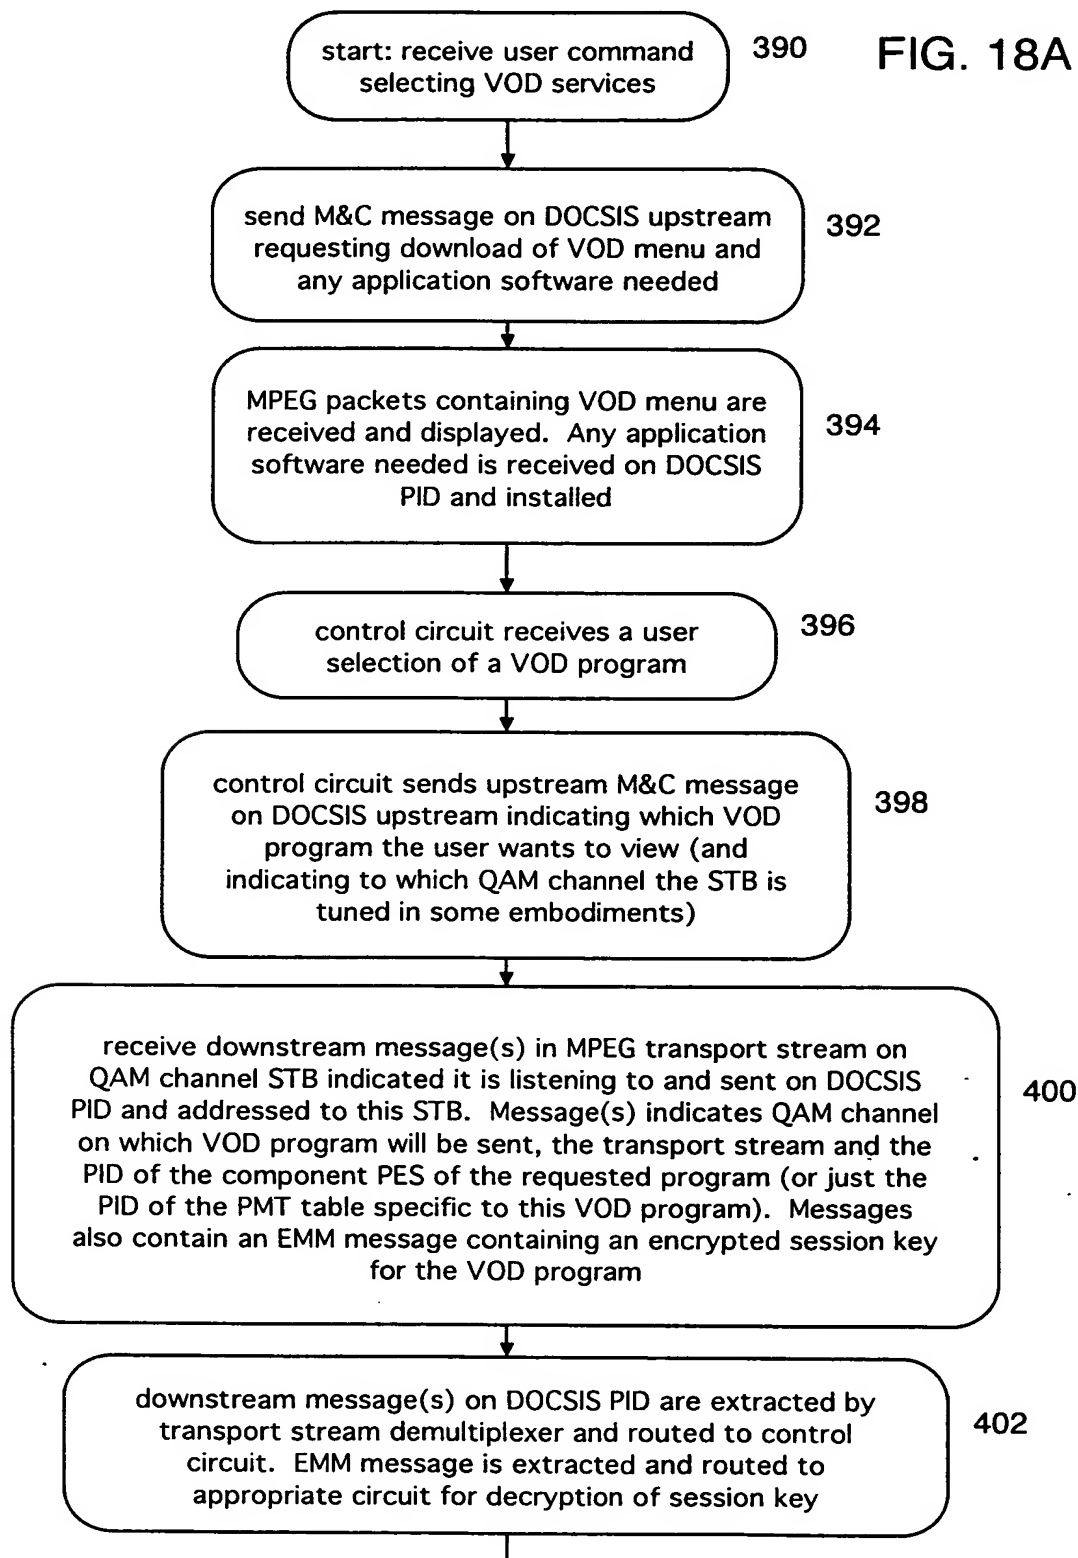 start: receive user command
selecting VOD services
390
FIG. 18A
send M&C message on DOCSIS upstream
requesting download of VOD menu and
any application software needed
392
MPEG packets containing VOD menu are
received and displayed. Any application
software needed is received on DOCSIS
PID and installed
394
control circuit receives a user
selection of a VOD program
396
control circuit sends upstream M&C message
on DOCSIS upstream indicating which VOD
program the user wants to view (and
indicating to which QAM channel the STB is
tuned in some embodiments)
398
receive downstream message(s) in MPEG transport stream on
QAM channel STB indicated it is listening to and sent on DOCSIS
PID and addressed to this STB. Message(s) indicates QAM channel
on which VOD program will be sent, the transport stream and the
PID of the component PES of the requested program (or just the
PID of the PMT table specific to this VOD program). Messages
also contain an EMM message containing an encrypted session key
for the VOD program
400
downstream message(s) on DOCSIS PID are extracted by
transport stream demultiplexer and routed to control
circuit. EMM message is extracted and routed to
appropriate circuit for decryption of session key
402